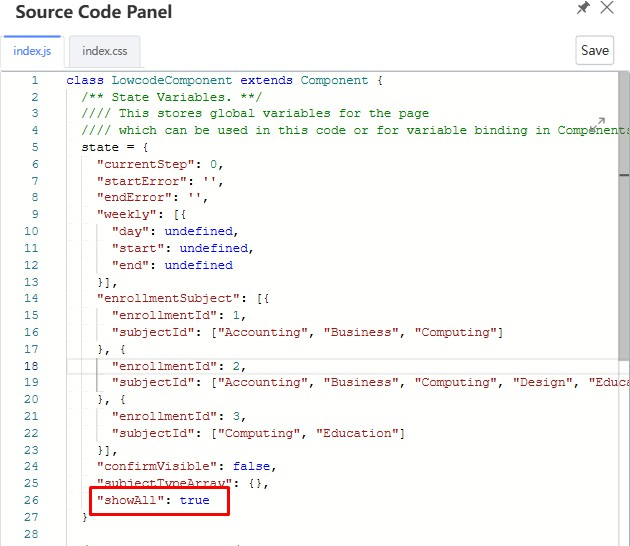 Source Code Panel
index.js
index.css
Save
1 class LowcodeComponent extends Component {
2 /** State Variables. **/
3 //// This stores global variables for the page
4 //// which can be used in this code or for variable binding in Components
5 state = {
6 "currentStep": 0,
7 "startError": '',
8 "endError": '',
9 "weekly": [{
10 "day": undefined,
11 "start": undefined,
12 "end": undefined
13 }],
14 "enrollmentSubject": [{
15 "enrollmentId": 1,
16 "subjectId": ["Accounting", "Business", "Computing"]
17 }, {
18 "enrollmentId": 2,
19 "subjectId": ["Accounting", "Business", "Computing", "Design", "Educa
20 }, {
21 "enrollmentId": 3,
22 "subjectId": ["Computing", "Education"]
23 }],
24 "confirmVisible": false,
25 "subjectTypeArray": {},
26 "showAll": true
27 }
28